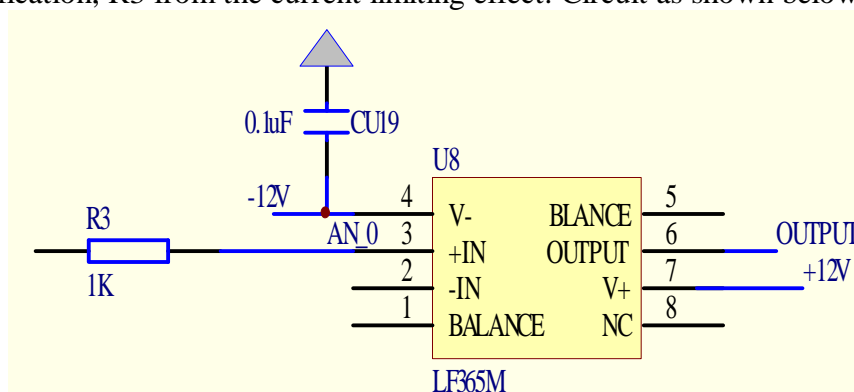 fication, R3 from the current-limiting effect. Circuit as shown below
0.1uF CU19
U8
-12V 4 V- BLANCE 5
R3 AN_0 3 +IN OUTPUT 6 OUTPUT
1K 2 -IN V+ 7 +12V
1 BALANCE NC 8
LF365M